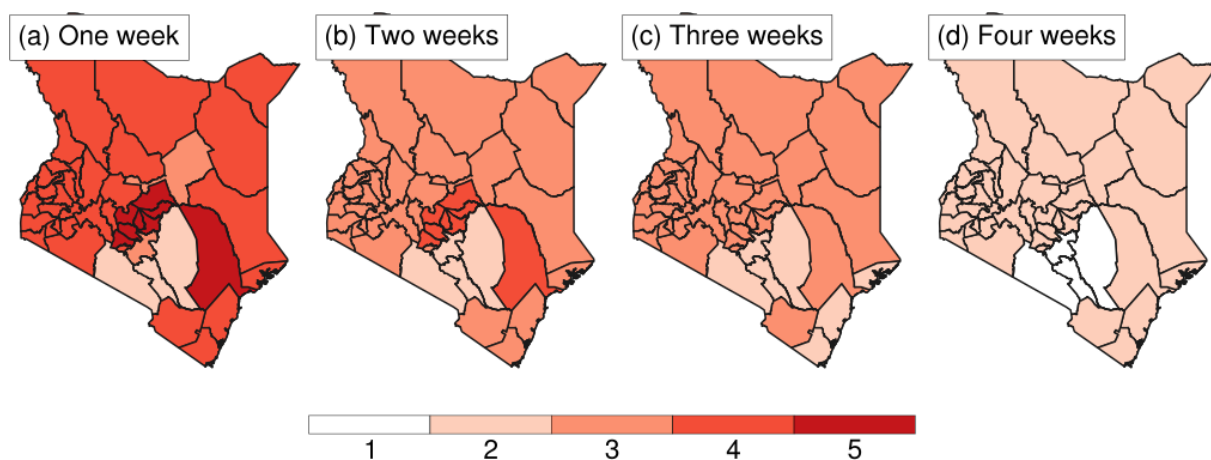 (a) One week
(b) Two weeks
(c) Three weeks
(d) Four weeks
1 2 3 4 5